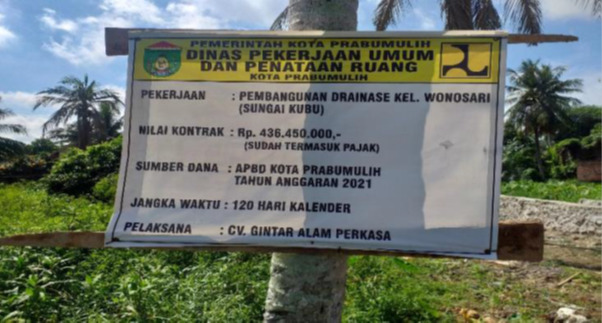 PEMERINTAH KOTA PRABUMULIH
DINAS PEKERJAAN UMUM
DAN PENATAAN RUANG
KOTA PRABUMULIH
PEKERJAAN : PEMBANGUNAN DRAINASE KEL. WONOSARI
(SUNGAI KUBU)
NILAI KONTRAK : Rp. 436.450.000,-
(SUDAH TERMASUK PAJAK)
SUMBER DANA : APBD KOTA PRABUMULIH
TAHUN ANGGARAN 2021
JANGKA WAKTU : 120 HARI KALENDER
PELAKSANA : CV. GINTAR ALAM PERKASA